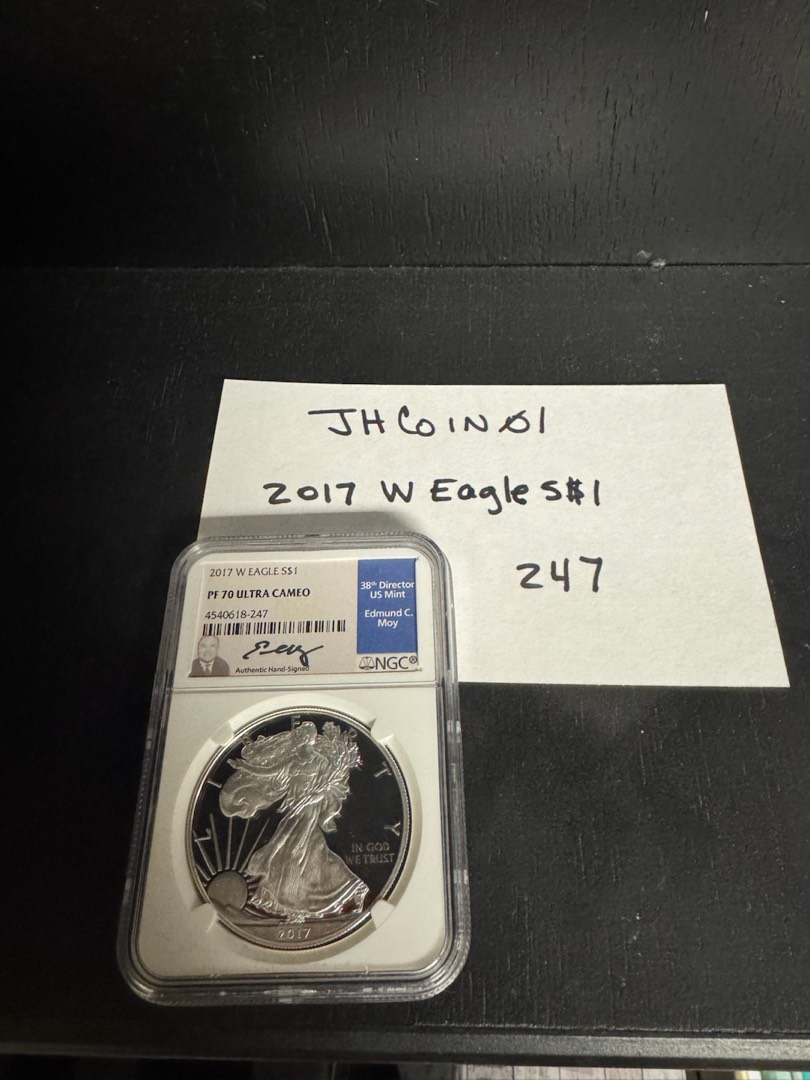 JHCOIN01
2017 W Eagle S$1
247
2017 W EAGLE S$1
PF 70 ULTRA CAMEO
4540618-247
Authentic Hand-Signed
38th Director
US Mint
Edmund C.
Moy
NGC®
LIBERTY
IN GOD
WE TRUST
2017